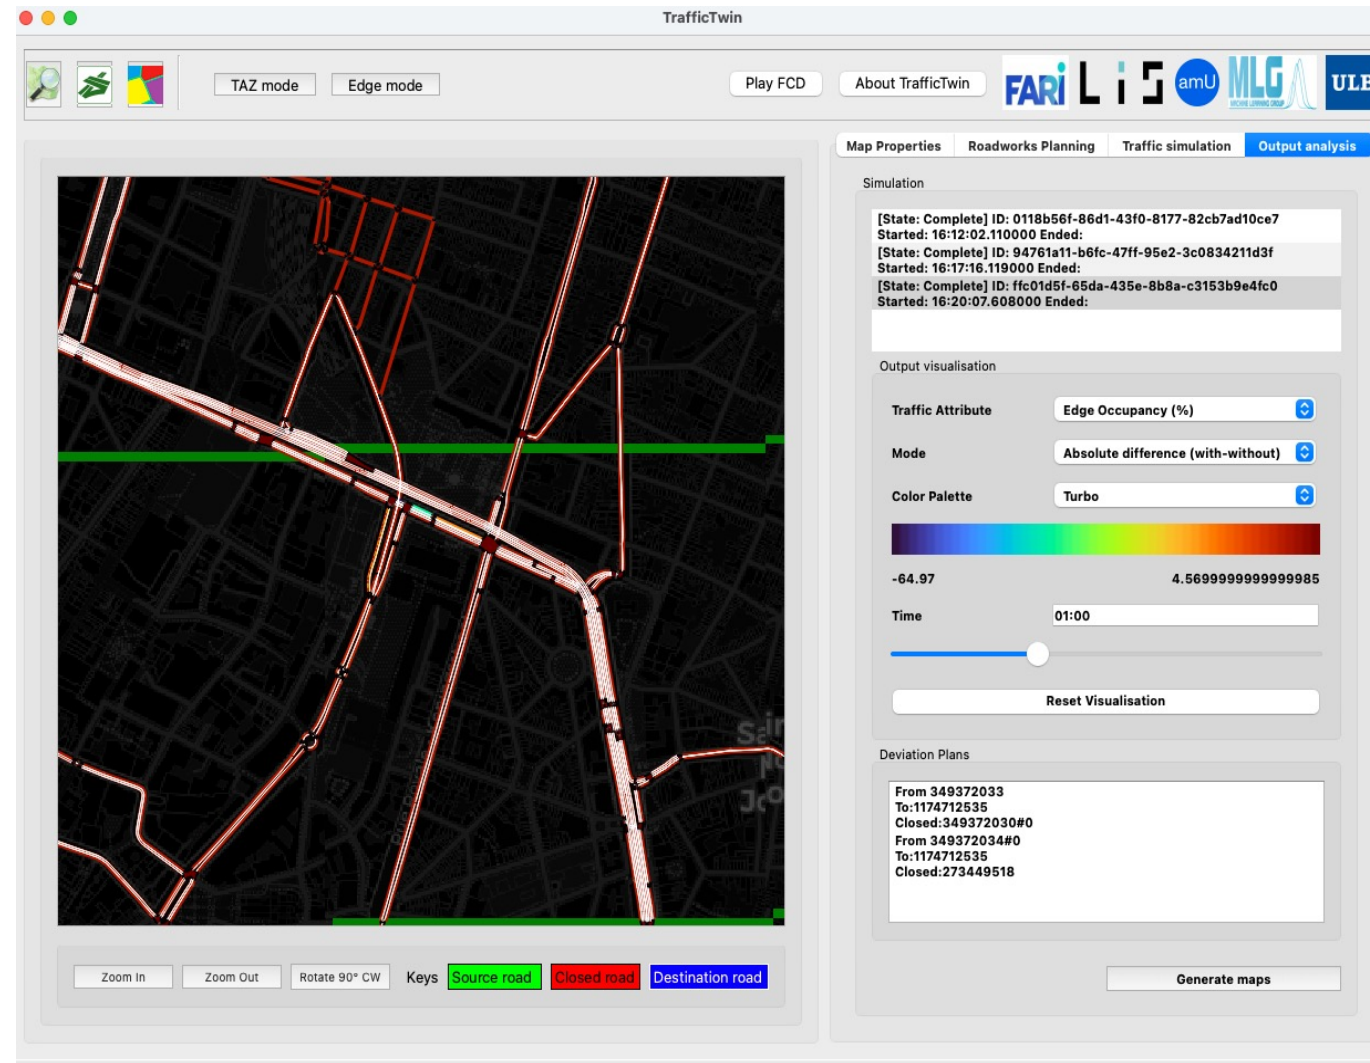 TrafficTwin
TAZ mode
Edge mode
Play FCD
About TrafficTwin
FARi
LiS
amU
MLG
MACHINE LEARNING GROUP
ULB
Map Properties
Roadworks Planning
Traffic simulation
Output analysis
Simulation
[State: Complete] ID: 0118b56f-86d1-43f0-8177-82cb7ad10ce7
Started: 16:12:02.110000 Ended:
[State: Complete] ID: 94761a11-b6fc-47ff-95e2-3c0834211d3f
Started: 16:17:16.119000 Ended:
[State: Complete] ID: ffc01d5f-65da-435e-8b8a-c3153b9e4fc0
Started: 16:20:07.608000 Ended:
Output visualisation
Traffic Attribute
Edge Occupancy (%)
Mode
Absolute difference (with-without)
Color Palette
Turbo
-64.97
4.5699999999999985
Time
01:00
Reset Visualisation
Deviation Plans
From 349372033
To:1174712535
Closed:349372030#0
From 349372034#0
To:1174712535
Closed:273449518
Generate maps
Zoom In
Zoom Out
Rotate 90° CW
Keys
Source road
Closed road
Destination road